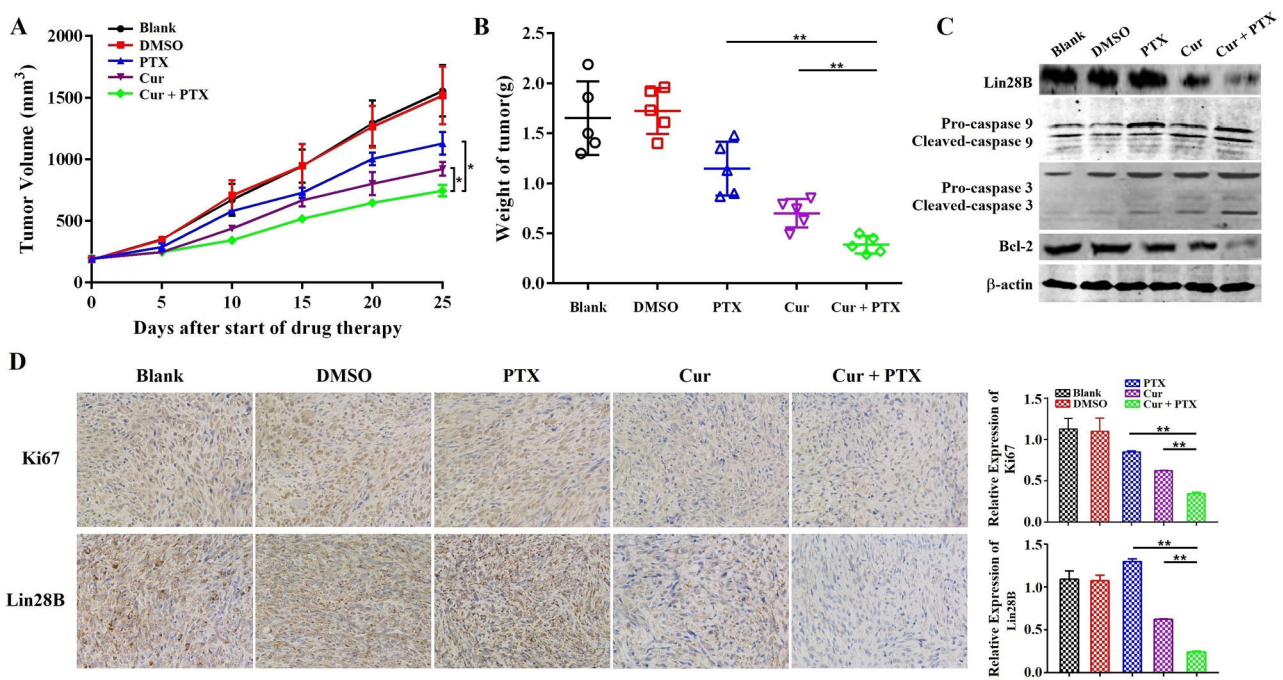 A
Tumor Volume (mm³)
2000
1500
1000
500
0
0 5 10 15 20 25
Days after start of drug therapy
Blank
DMSO
PTX
Cur
Cur + PTX
*
*
B
Weight of tumor(g)
2.5
2.0
1.5
1.0
0.5
0.0
**
**
Blank DMSO PTX Cur Cur + PTX
C
Blank DMSO PTX Cur Cur + PTX
Lin28B
Pro-caspase 9
Cleaved-caspase 9
Pro-caspase 3
Cleaved-caspase 3
Bcl-2
β-actin
D
Blank DMSO PTX Cur Cur + PTX
Ki67
Lin28B
Blank
DMSO
PTX
Cur
Cur + PTX
Relative Expression of
Ki67
1.5
1.0
0.5
0.0
**
**
Relative Expression of
Lin28B
1.5
1.0
0.5
0.0
**
**